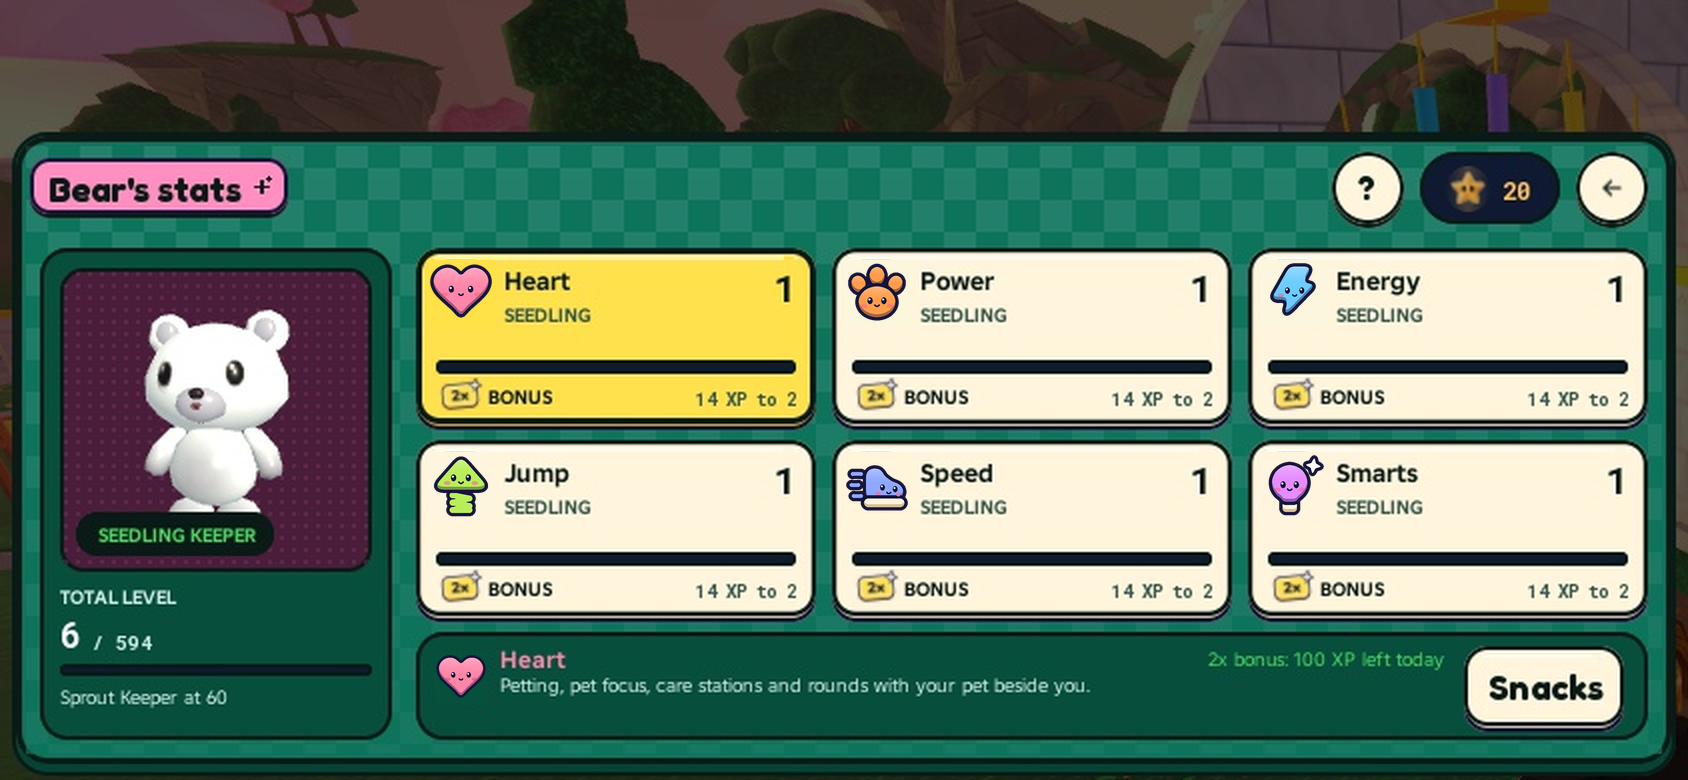 Bear's stats
?
20
Heart
1
SEEDLING
2x BONUS
14 XP to 2
Power
1
SEEDLING
2x BONUS
14 XP to 2
Energy
1
SEEDLING
2x BONUS
14 XP to 2
Jump
1
SEEDLING
2x BONUS
14 XP to 2
Speed
1
SEEDLING
2x BONUS
14 XP to 2
Smarts
1
SEEDLING
2x BONUS
14 XP to 2
SEEDLING KEEPER
TOTAL LEVEL
6 / 594
Sprout Keeper at 60
Heart
2x bonus: 100 XP left today
Petting, pet focus, care stations and rounds with your pet beside you.
Snacks